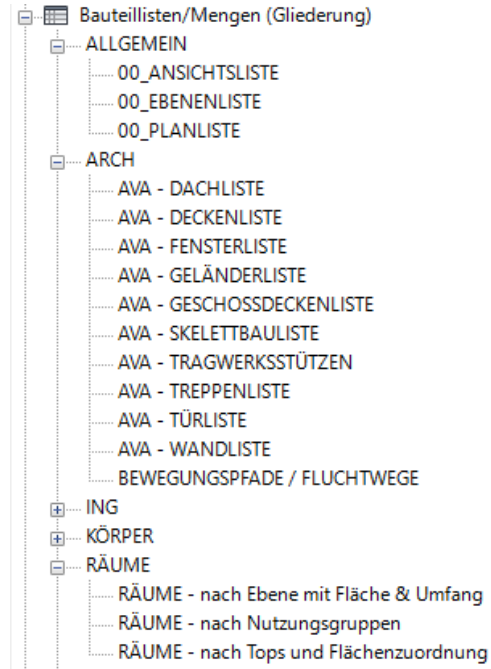 Bauteillisten/Mengen (Gliederung)
ALLGEMEIN
00_ANSICHTSLISTE
00_EBENENLISTE
00_PLANLISTE
ARCH
AVA - DACHLISTE
AVA - DECKENLISTE
AVA - FENSTERLISTE
AVA - GELÄNDERLISTE
AVA - GESCHOSSDECKENLISTE
AVA - SKELETTBAULISTE
AVA - TRAGWERKSSTÜTZEN
AVA - TREPPENLISTE
AVA - TÜRLISTE
AVA - WANDLISTE
BEWEGUNGSPFADE / FLUCHTWEGE
ING
KÖRPER
RÄUME
RÄUME - nach Ebene mit Fläche & Umfang
RÄUME - nach Nutzungsgruppen
RÄUME - nach Tops und Flächenzuordnung